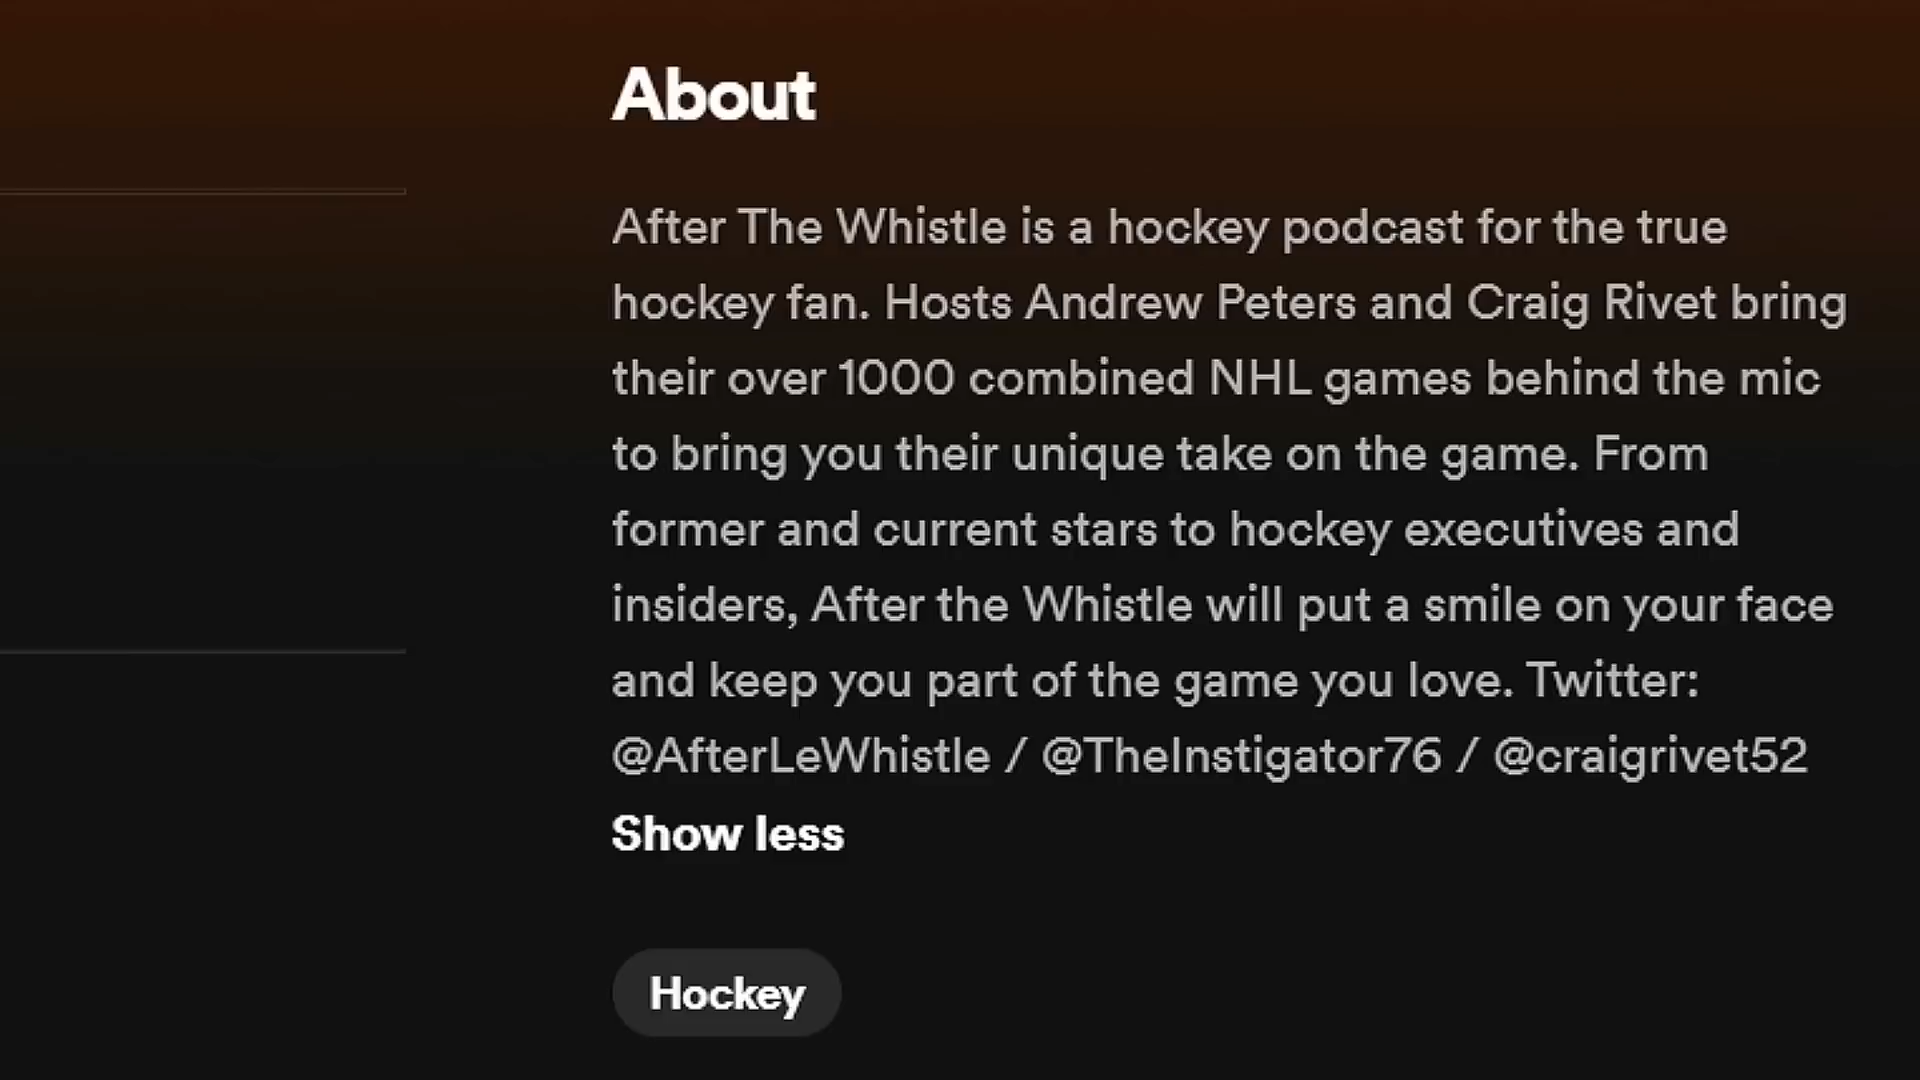 About
After The Whistle is a hockey podcast for the true
hockey fan. Hosts Andrew Peters and Craig Rivet bring
their over 1000 combined NHL games behind the mic
to bring you their unique take on the game. From
former and current stars to hockey executives and
insiders, After the Whistle will put a smile on your face
and keep you part of the game you love. Twitter:
@AfterLeWhistle / @TheInstigator76 / @craigrivet52
Show less
Hockey